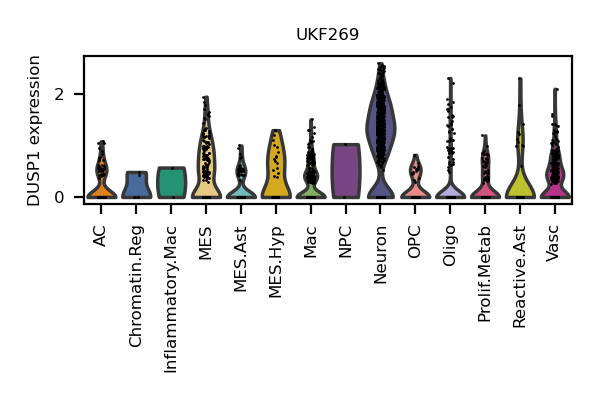 UKF269
DUSP1 expression
2
0
AC
Chromatin.Reg
Inflammatory.Mac
MES
MES.Ast
MES.Hyp
Mac
NPC
Neuron
OPC
Oligo
Prolif.Metab
Reactive.Ast
Vasc